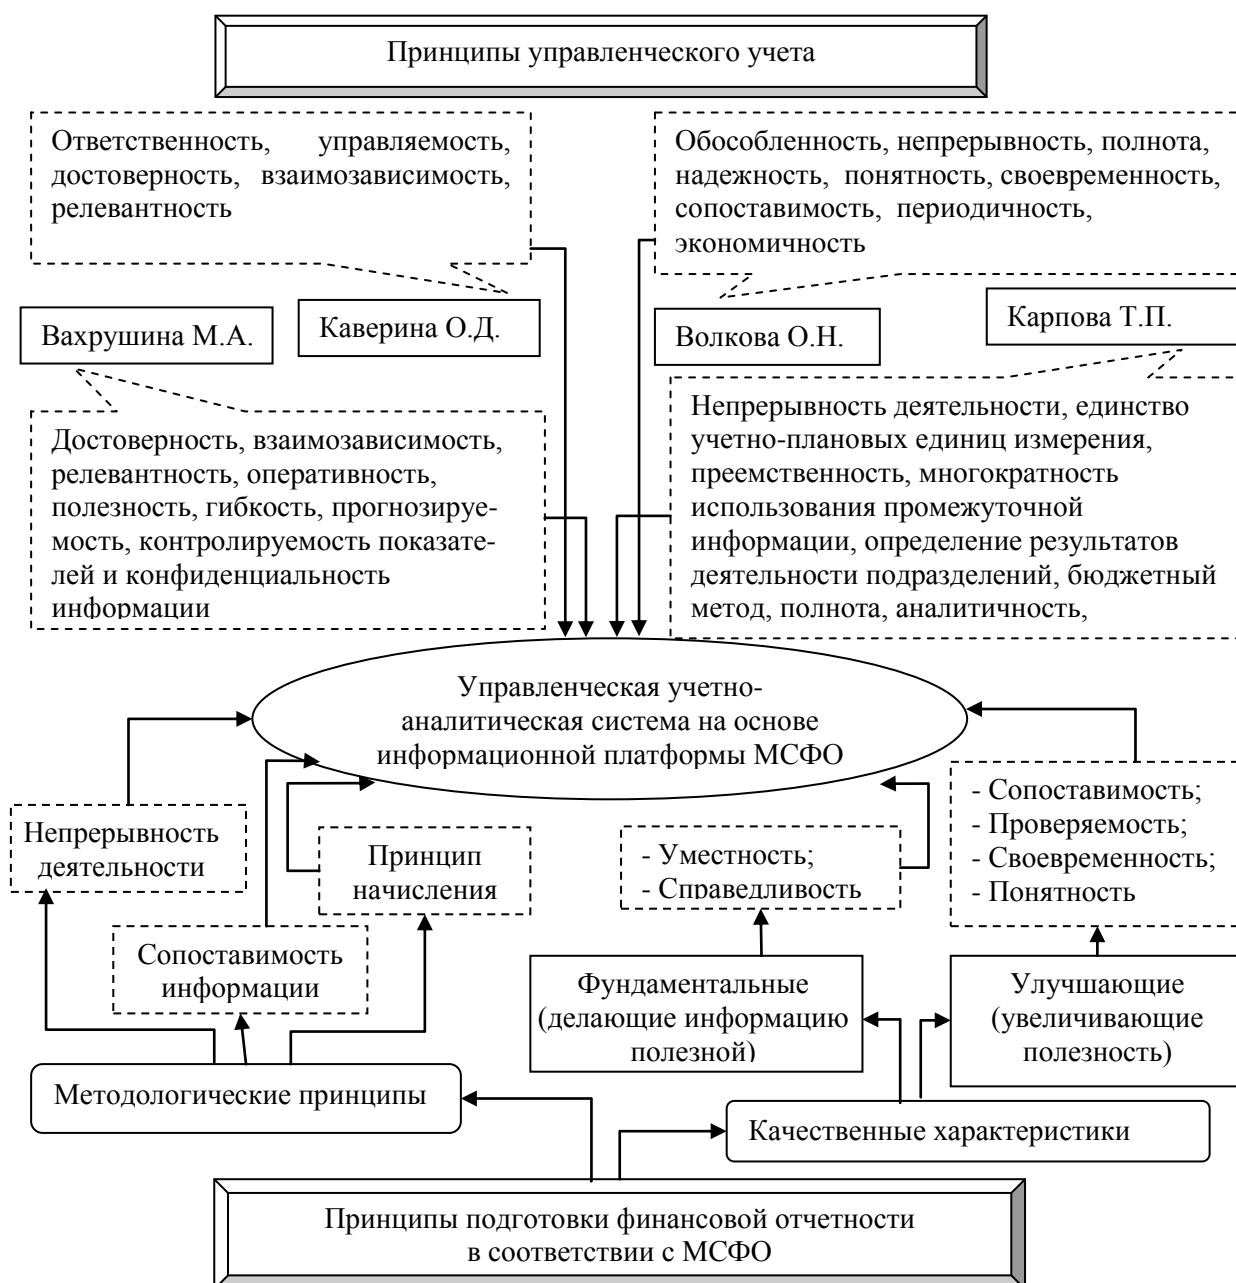 Принципы управленческого учета
Ответственность, управляемость,
достоверность, взаимозависимость,
релевантность
Обособленность, непрерывность, полнота,
надежность, понятность, своевременность,
сопоставимость, периодичность,
экономичность
Вахрушина М.А.
Каверина О.Д.
Волкова О.Н.
Карпова Т.П.
Достоверность, взаимозависимость,
релевантность, оперативность,
полезность, гибкость, прогнозируе-
мость, контролируемость показате-
лей и конфиденциальность
информации
Непрерывность деятельности, единство
учетно-плановых единиц измерения,
преемственность, многократность
использования промежуточной
информации, определение результатов
деятельности подразделений, бюджетный
метод, полнота, аналитичность,
Управленческая учетно-
аналитическая система на основе
информационной платформы МСФО
Непрерывность
деятельности
Сопоставимость
информации
Принцип
начисления
- Уместность;
- Справедливость
- Сопоставимость;
- Проверяемость;
- Своевременность;
- Понятность
Фундаментальные
(делающие информацию
полезной)
Улучшающие
(увеличивающие
полезность)
Методологические принципы
Качественные характеристики
Принципы подготовки финансовой отчетности
в соответствии с МСФО